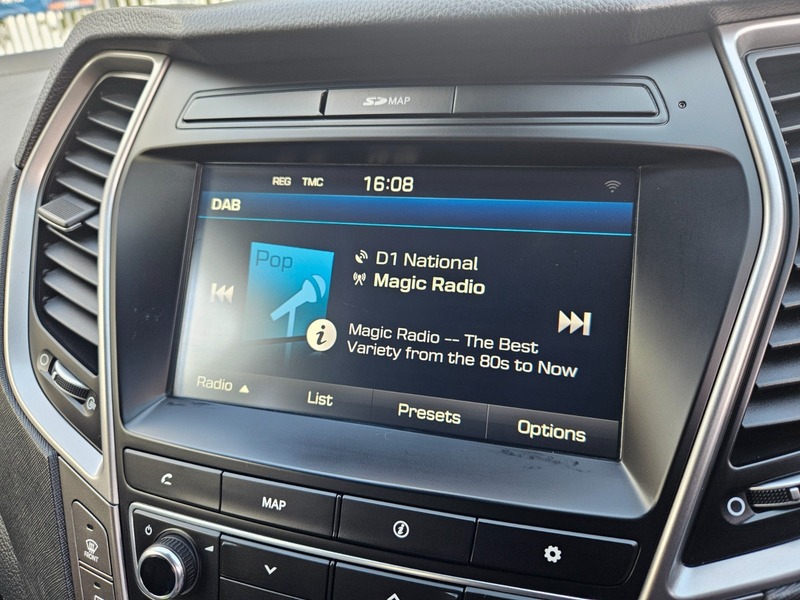 SD MAP
REG TMC 16:08
DAB
Pop
D1 National
Magic Radio
i
Magic Radio -- The Best
Variety from the 80s to Now
Radio List Presets Options
MAP
i
FRONT